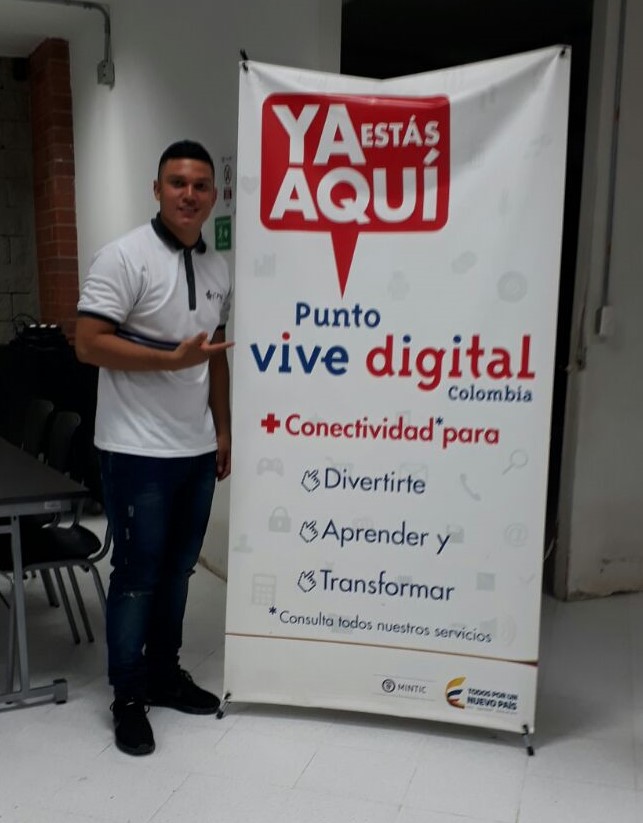 YA ESTÁS
AQUÍ
Punto
vive digital
Colombia
+ Conectividad* para
Divertirte
Aprender y
Transformar
* Consulta todos nuestros servicios
MINTIC
TODOS POR UN
NUEVO PAÍS